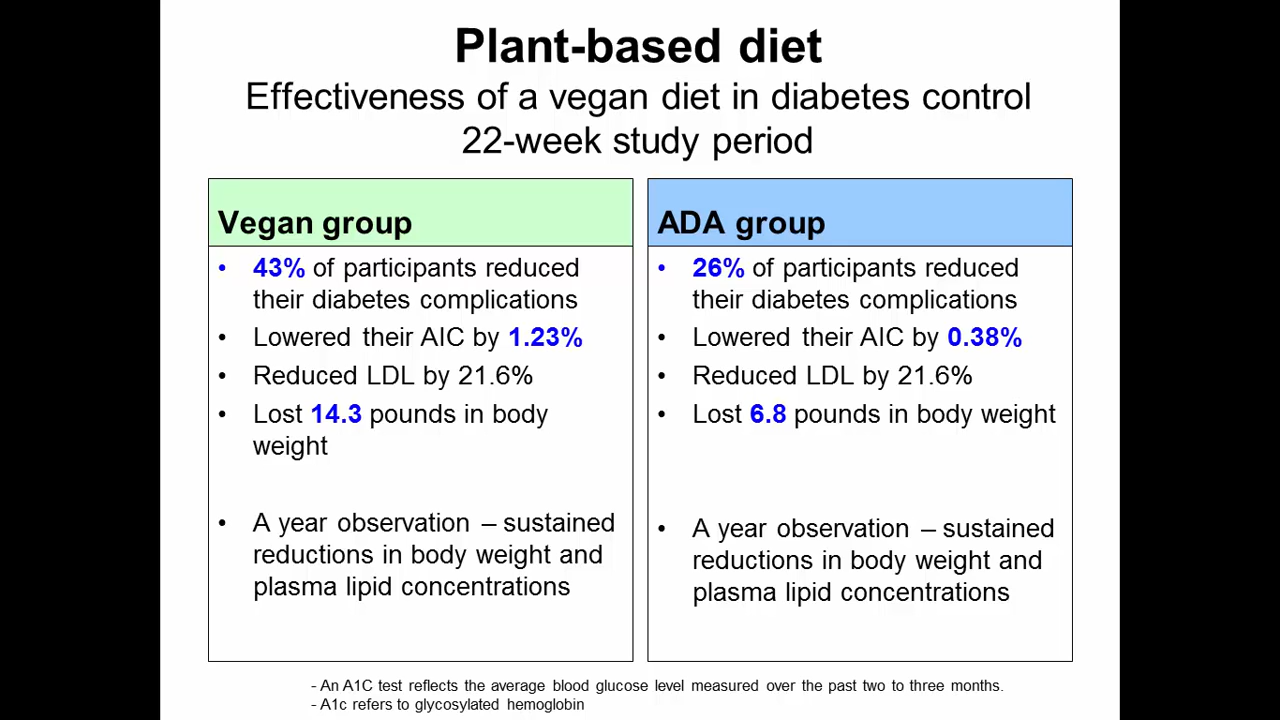 Plant-based diet
Effectiveness of a vegan diet in diabetes control
22-week study period
Vegan group
• 43% of participants reduced
their diabetes complications
• Lowered their AIC by 1.23%
• Reduced LDL by 21.6%
• Lost 14.3 pounds in body
weight
• A year observation – sustained
reductions in body weight and
plasma lipid concentrations
ADA group
• 26% of participants reduced
their diabetes complications
• Lowered their AIC by 0.38%
• Reduced LDL by 21.6%
• Lost 6.8 pounds in body weight
• A year observation – sustained
reductions in body weight and
plasma lipid concentrations
- An A1C test reflects the average blood glucose level measured over the past two to three months.
- A1c refers to glycosylated hemoglobin